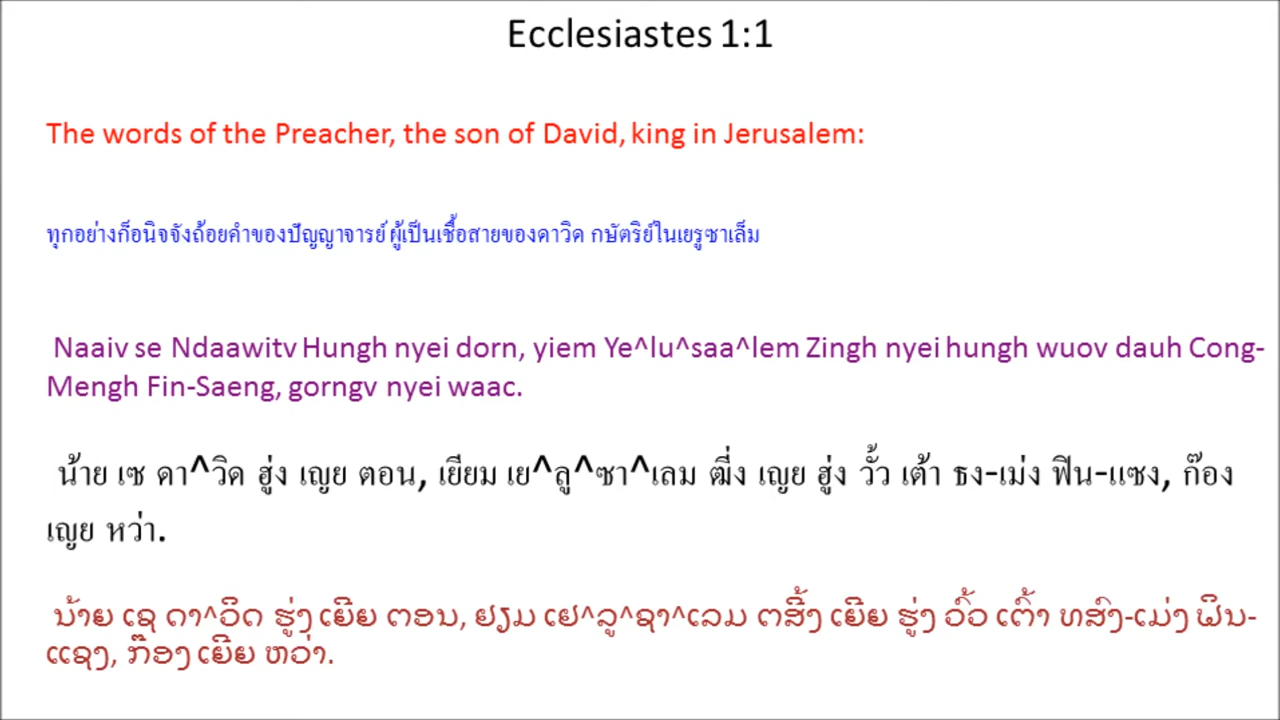 Ecclesiastes 1:1
The words of the Preacher, the son of David, king in Jerusalem:
ทุกอย่างก็อนิจจังถ้อยคำของปัญญาจารย์ ผู้เป็นเชื้อสายของดาวิด กษัตริย์ในเยรูซาเล็ม
Naaiv se Ndaawitv Hungh nyei dorn, yiem Ye^lu^saa^lem Zingh nyei hungh wuov dauh Cong-
Mengh Fin-Saeng, gorngv nyei waac.
น้าย เซ ดา^วิด ฮู่ง เญย ตอน, เยียม เย^ลู^ซา^เลม ฒี่ง เญย ฮู่ง วั้ว เต้า ธง-เม่ง ฟิน-แซง, ก๊อง
เญย หว่า.
ນ້າຍ ເຊ ດາ^ວິດ ຮູ່ງ ເຍີຍ ຕອນ, ຢຽມ ເຢ^ລູ^ຊາ^ເລມ ຕສີ້ງ ເຍີຍ ຮູ່ງ ວົ້ວ ເຕົ້າ ທສົງ-ເມ່ງ ຟິນ-
ແຊງ, ກ໊ອງ ເຍີຍ ຫວ່າ.